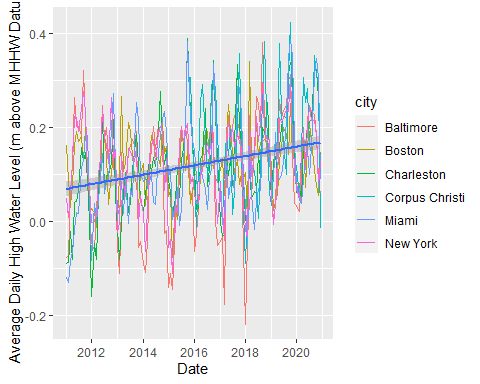 Average Daily High Water Level (m above MHHW Datu
0.4
0.2
0.0
-0.2
2012
2014
2016
2018
2020
Date
city
Baltimore
Boston
Charleston
Corpus Christi
Miami
New York